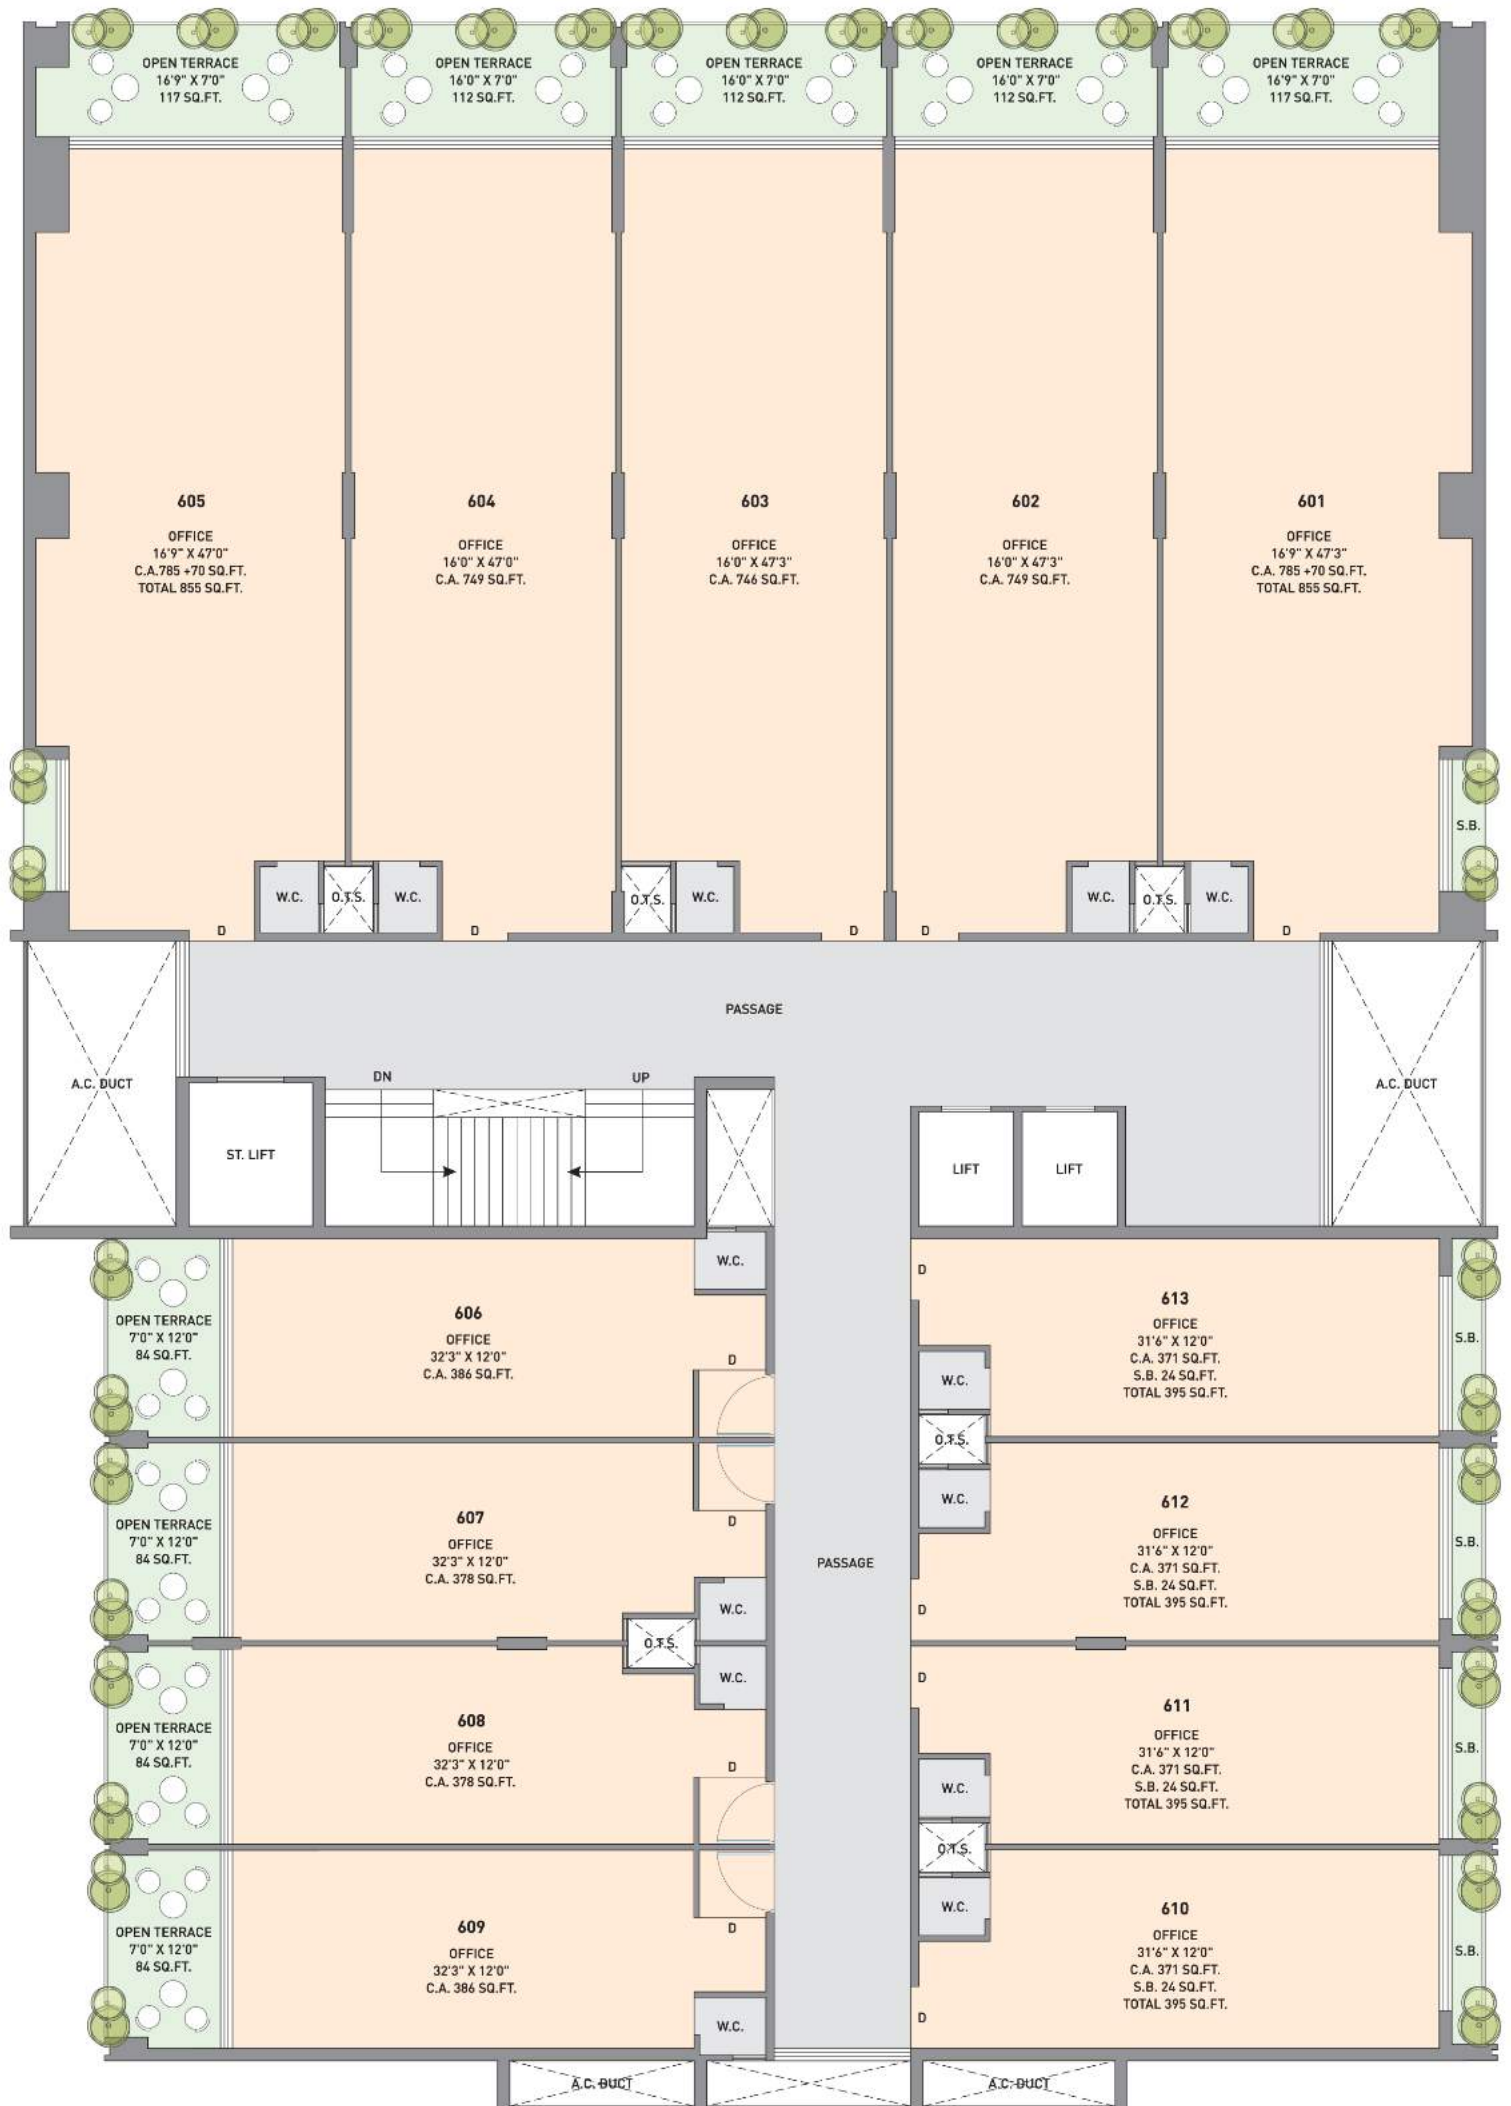 OPEN TERRACE
16'9" X 7'0"
117 SQ.FT.
OPEN TERRACE
16'0" X 7'0"
112 SQ.FT.
OPEN TERRACE
16'0" X 7'0"
112 SQ.FT.
OPEN TERRACE
16'0" X 7'0"
112 SQ.FT.
OPEN TERRACE
16'9" X 7'0"
117 SQ.FT.
605
OFFICE
16'9" X 47'0"
C.A.785 +70 SQ.FT.
TOTAL 855 SQ.FT.
604
OFFICE
16'0" X 47'0"
C.A. 749 SQ.FT.
603
OFFICE
16'0" X 47'3"
C.A. 746 SQ.FT.
602
OFFICE
16'0" X 47'3"
C.A. 749 SQ.FT.
601
OFFICE
16'9" X 47'3"
C.A. 785 +70 SQ.FT.
TOTAL 855 SQ.FT.
S.B.
W.C.
O.T.S.
W.C.
O.T.S.
W.C.
W.C.
O.T.S.
W.C.
D
D
D
D
D
PASSAGE
A.C. DUCT
DN
UP
A.C. DUCT
ST. LIFT
LIFT
LIFT
W.C.
OPEN TERRACE
7'0" X 12'0"
84 SQ.FT.
606
OFFICE
32'3" X 12'0"
C.A. 386 SQ.FT.
D
D
613
OFFICE
31'6" X 12'0"
C.A. 371 SQ.FT.
S.B. 24 SQ.FT.
TOTAL 395 SQ.FT.
S.B.
W.C.
O.T.S.
W.C.
OPEN TERRACE
7'0" X 12'0"
84 SQ.FT.
607
OFFICE
32'3" X 12'0"
C.A. 378 SQ.FT.
D
W.C.
O.T.S.
W.C.
PASSAGE
612
OFFICE
31'6" X 12'0"
C.A. 371 SQ.FT.
S.B. 24 SQ.FT.
TOTAL 395 SQ.FT.
S.B.
D
D
OPEN TERRACE
7'0" X 12'0"
84 SQ.FT.
608
OFFICE
32'3" X 12'0"
C.A. 378 SQ.FT.
D
611
OFFICE
31'6" X 12'0"
C.A. 371 SQ.FT.
S.B. 24 SQ.FT.
TOTAL 395 SQ.FT.
S.B.
W.C.
O.T.S.
W.C.
OPEN TERRACE
7'0" X 12'0"
84 SQ.FT.
609
OFFICE
32'3" X 12'0"
C.A. 386 SQ.FT.
D
W.C.
610
OFFICE
31'6" X 12'0"
C.A. 371 SQ.FT.
S.B. 24 SQ.FT.
TOTAL 395 SQ.FT.
S.B.
D
A.C. DUCT
A.C. DUCT